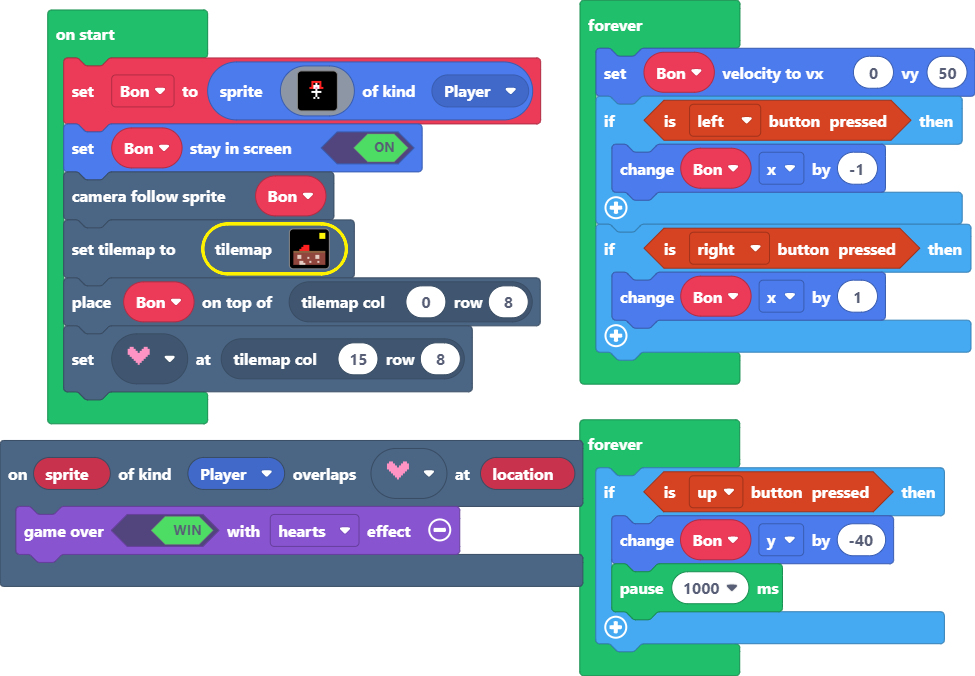 on start
set Bon to sprite of kind Player
set Bon stay in screen ON
camera follow sprite Bon
set tilemap to tilemap
place Bon on top of tilemap col 0 row 8
set at tilemap col 15 row 8
on sprite of kind Player overlaps at location
game over WIN with hearts effect
forever
set Bon velocity to vx 0 vy 50
if is left button pressed then
change Bon x by -1
if is right button pressed then
change Bon x by 1
forever
if is up button pressed then
change Bon y by -40
pause 1000 ms